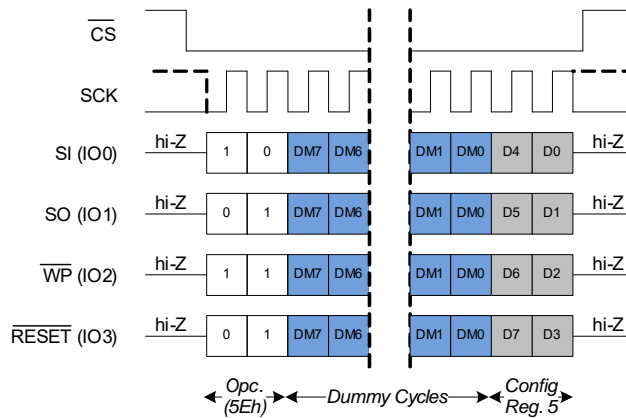 CS
SCK
SI (IO0) hi-Z 1 0 DM7 DM6 DM1 DM0 D4 D0 hi-Z
SO (IO1) hi-Z 0 1 DM7 DM6 DM1 DM0 D5 D1 hi-Z
WP (IO2) hi-Z 1 1 DM7 DM6 DM1 DM0 D6 D2 hi-Z
RESET (IO3) hi-Z 0 1 DM7 DM6 DM1 DM0 D7 D3 hi-Z
Opc. Dummy Cycles Config
(5Eh) Reg. 5